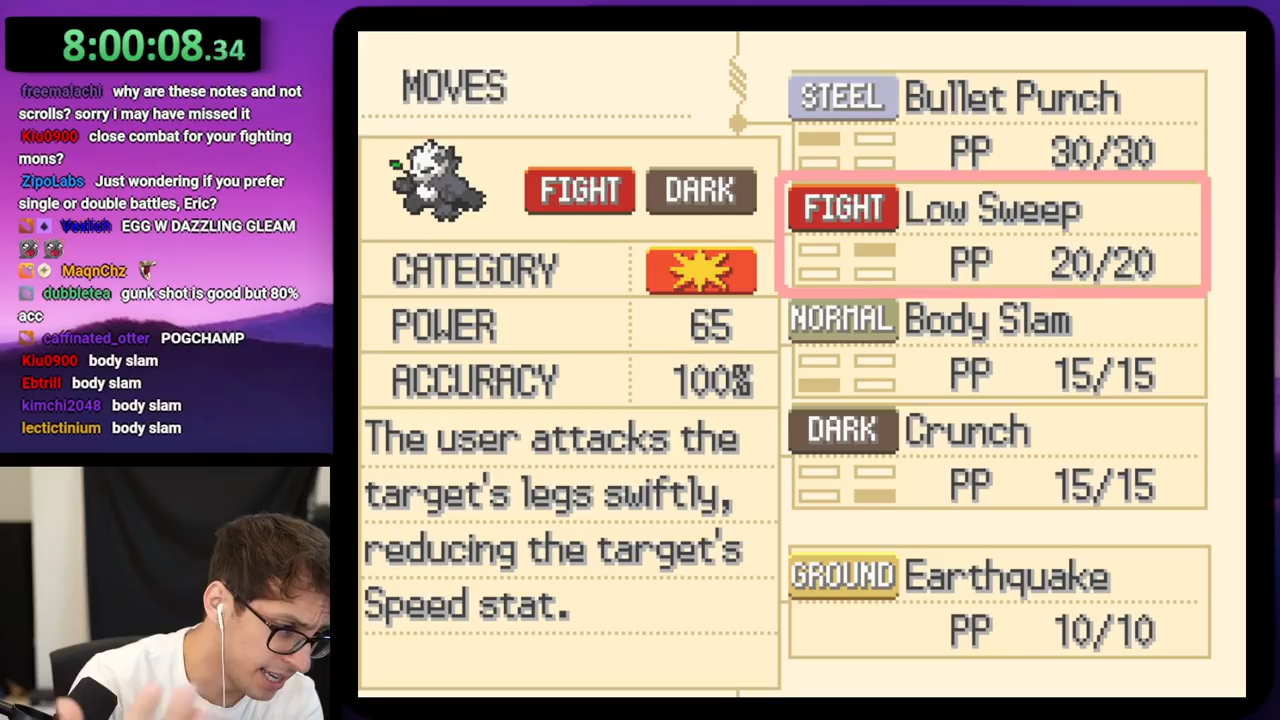 8:00:08.34
freemalachi why are these notes and not
scrolls? sorry i may have missed it
Kiu0900 close combat for your fighting
mons?
ZipoLabs Just wondering if you prefer
single or double battles, Eric?
Vexlich EGG W DAZZLING GLEAM
MaqnChz
dubbletea gunk shot is good but 80%
acc
caffinated_otter POGCHAMP
Kiu0900 body slam
Ebtrill body slam
kimchi2048 body slam
lectictinium body slam
MOVES
FIGHT DARK
CATEGORY
POWER 65
ACCURACY 100%
The user attacks the
target's legs swiftly,
reducing the target's
Speed stat.
STEEL Bullet Punch
PP 30/30
FIGHT Low Sweep
PP 20/20
NORMAL Body Slam
PP 15/15
DARK Crunch
PP 15/15
GROUND Earthquake
PP 10/10